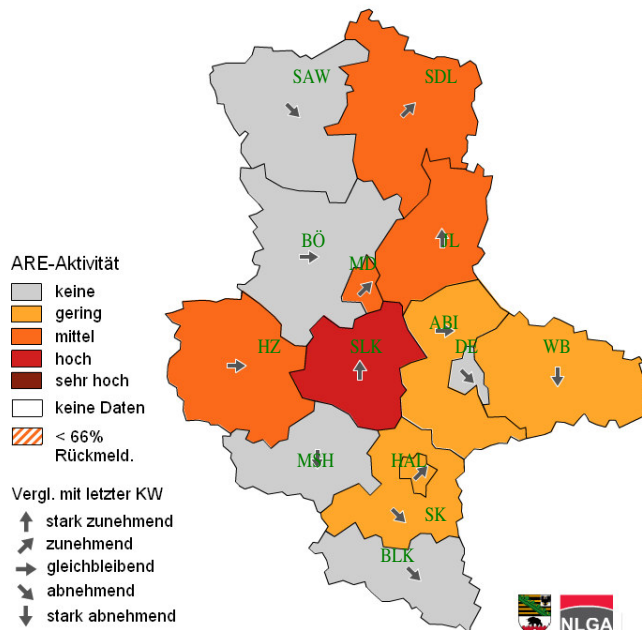 SAW
SDL
BÖ
MD
JL
ARE-Aktivität
keine
gering
mittel
hoch
sehr hoch
keine Daten
< 66%
Rückmeld.
HZ
SLK
ABI
DE
WB
MSH
HAL
SK
BLK
Vergl. mit letzter KW
stark zunehmend
zunehmend
gleichbleibend
abnehmend
stark abnehmend
NLGA